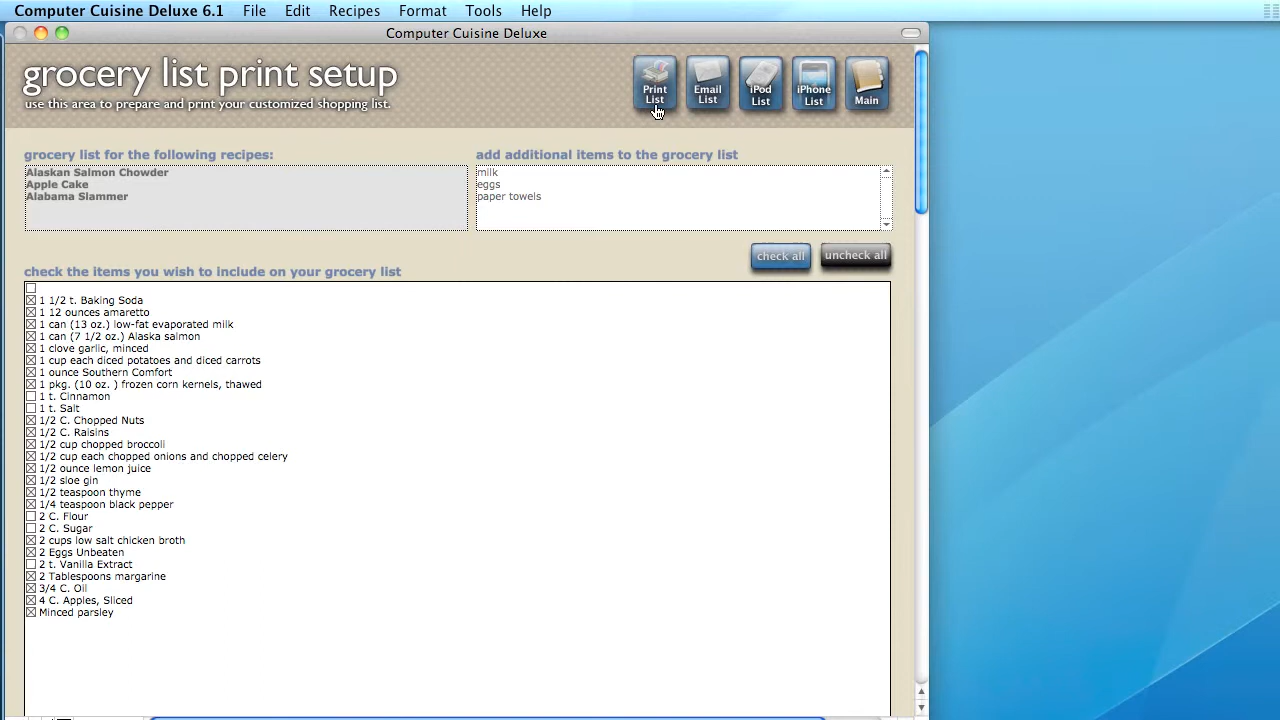 Computer Cuisine Deluxe 6.1 File Edit Recipes Format Tools Help
Computer Cuisine Deluxe
grocery list print setup
use this area to prepare and print your customized shopping list.
Print List
Email List
iPod List
iPhone List
Main
grocery list for the following recipes:
Alaskan Salmon Chowder
Apple Cake
Alabama Slammer
add additional items to the grocery list
milk
eggs
paper towels
check all
uncheck all
check the items you wish to include on your grocery list
1 1/2 t. Baking Soda
1 12 ounces amaretto
1 can (13 oz.) low-fat evaporated milk
1 can (7 1/2 oz.) Alaska salmon
1 clove garlic, minced
1 cup each diced potatoes and diced carrots
1 ounce Southern Comfort
1 pkg. (10 oz. ) frozen corn kernels, thawed
1 t. Cinnamon
1 t. Salt
1/2 C. Chopped Nuts
1/2 C. Raisins
1/2 cup chopped broccoli
1/2 cup each chopped onions and chopped celery
1/2 ounce lemon juice
1/2 sloe gin
1/2 teaspoon thyme
1/4 teaspoon black pepper
2 C. Flour
2 C. Sugar
2 cups low salt chicken broth
2 Eggs Unbeaten
2 t. Vanilla Extract
2 Tablespoons margarine
3/4 C. Oil
4 C. Apples, Sliced
Minced parsley